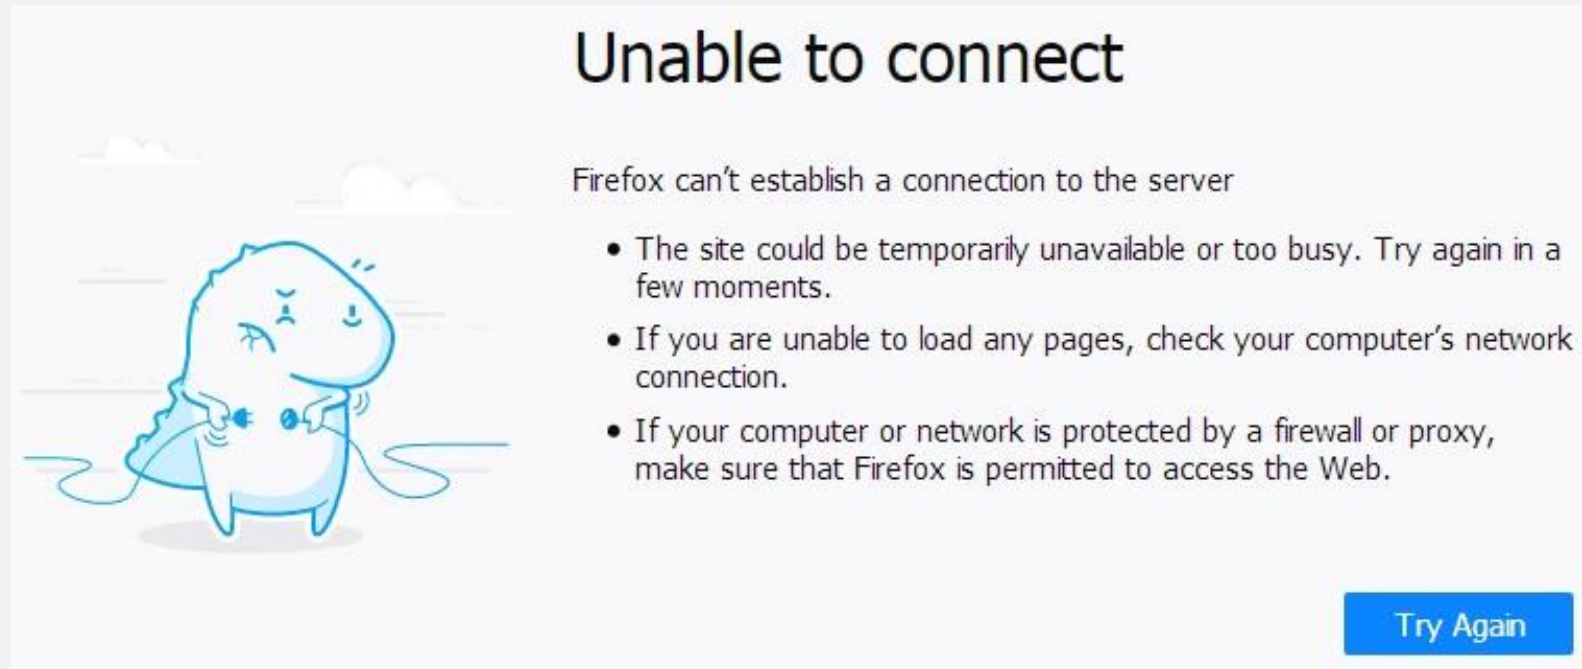 Unable to connect
Firefox can’t establish a connection to the server
• The site could be temporarily unavailable or too busy. Try again in a
few moments.
• If you are unable to load any pages, check your computer’s network
connection.
• If your computer or network is protected by a firewall or proxy,
make sure that Firefox is permitted to access the Web.
Try Again